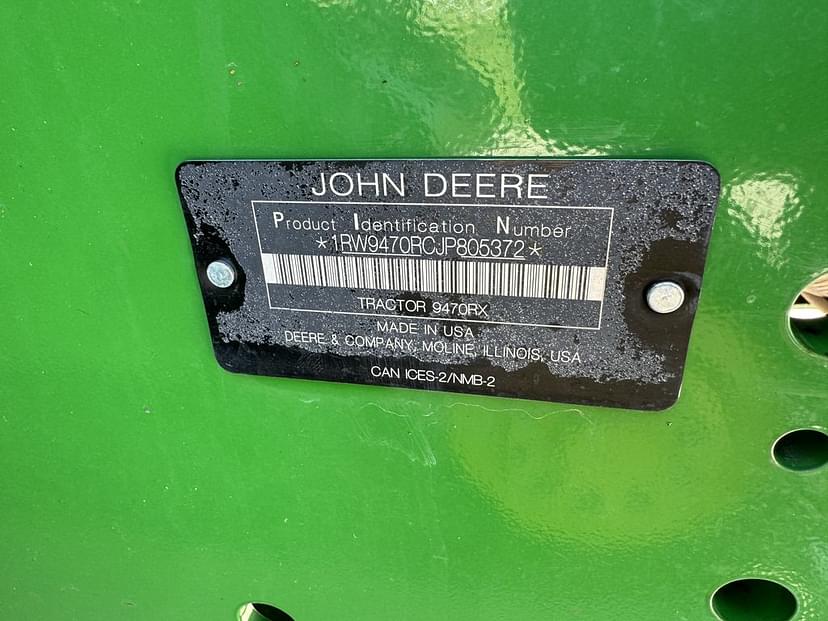 JOHN DEERE
Product Identification Number
*1RW9470RCJP805372*
TRACTOR 9470RX
MADE IN USA
DEERE & COMPANY, MOLINE, ILLINOIS, USA
CAN ICES-2/NMB-2